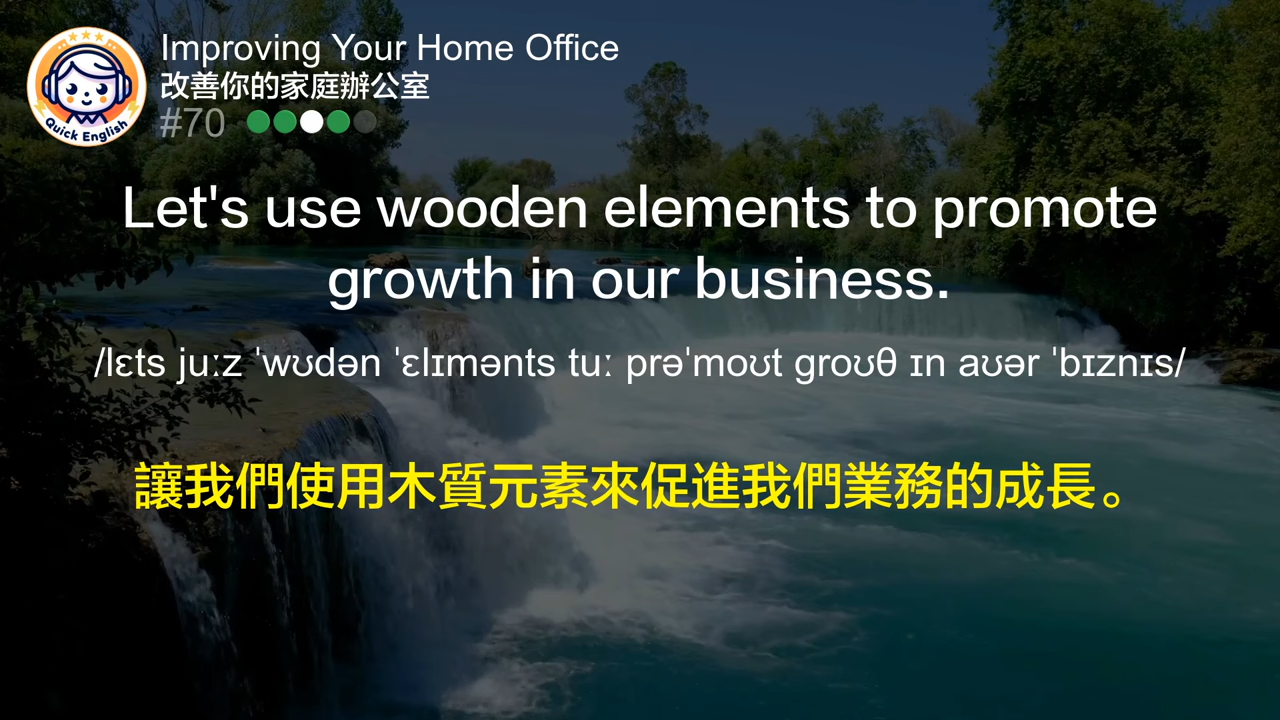 Improving Your Home Office
改善你的家庭辦公室
#70
Quick English
Let's use wooden elements to promote
growth in our business.
/lɛts juːz ˈwʊdən ˈɛlɪmənts tuː prəˈmoʊt groʊθ ɪn aʊər ˈbɪznɪs/
讓我們使用木質元素來促進我們業務的成長。